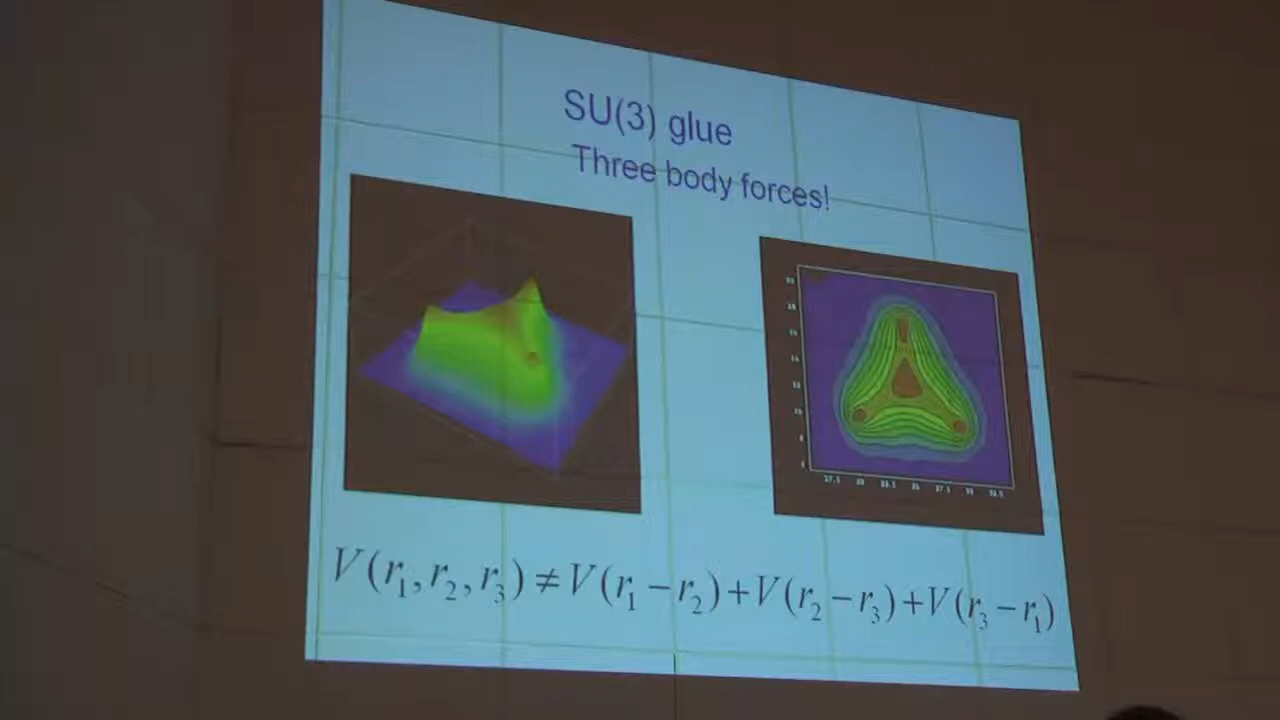 SU(3) glue
Three body forces!
V(r₁, r₂, r₃) ≠ V(r₁ − r₂) + V(r₂ − r₃) + V(r₃ − r₁)